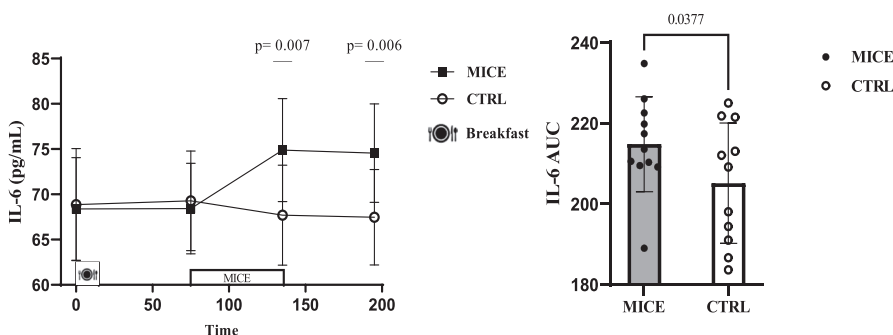 p= 0.007
p= 0.006
85
80
75
70
65
60
IL-6 (pg/mL)
0
50
100
150
200
Time
MICE
MICE
CTRL
Breakfast
0.0377
240
220
200
180
IL-6 AUC
MICE
CTRL
MICE
CTRL